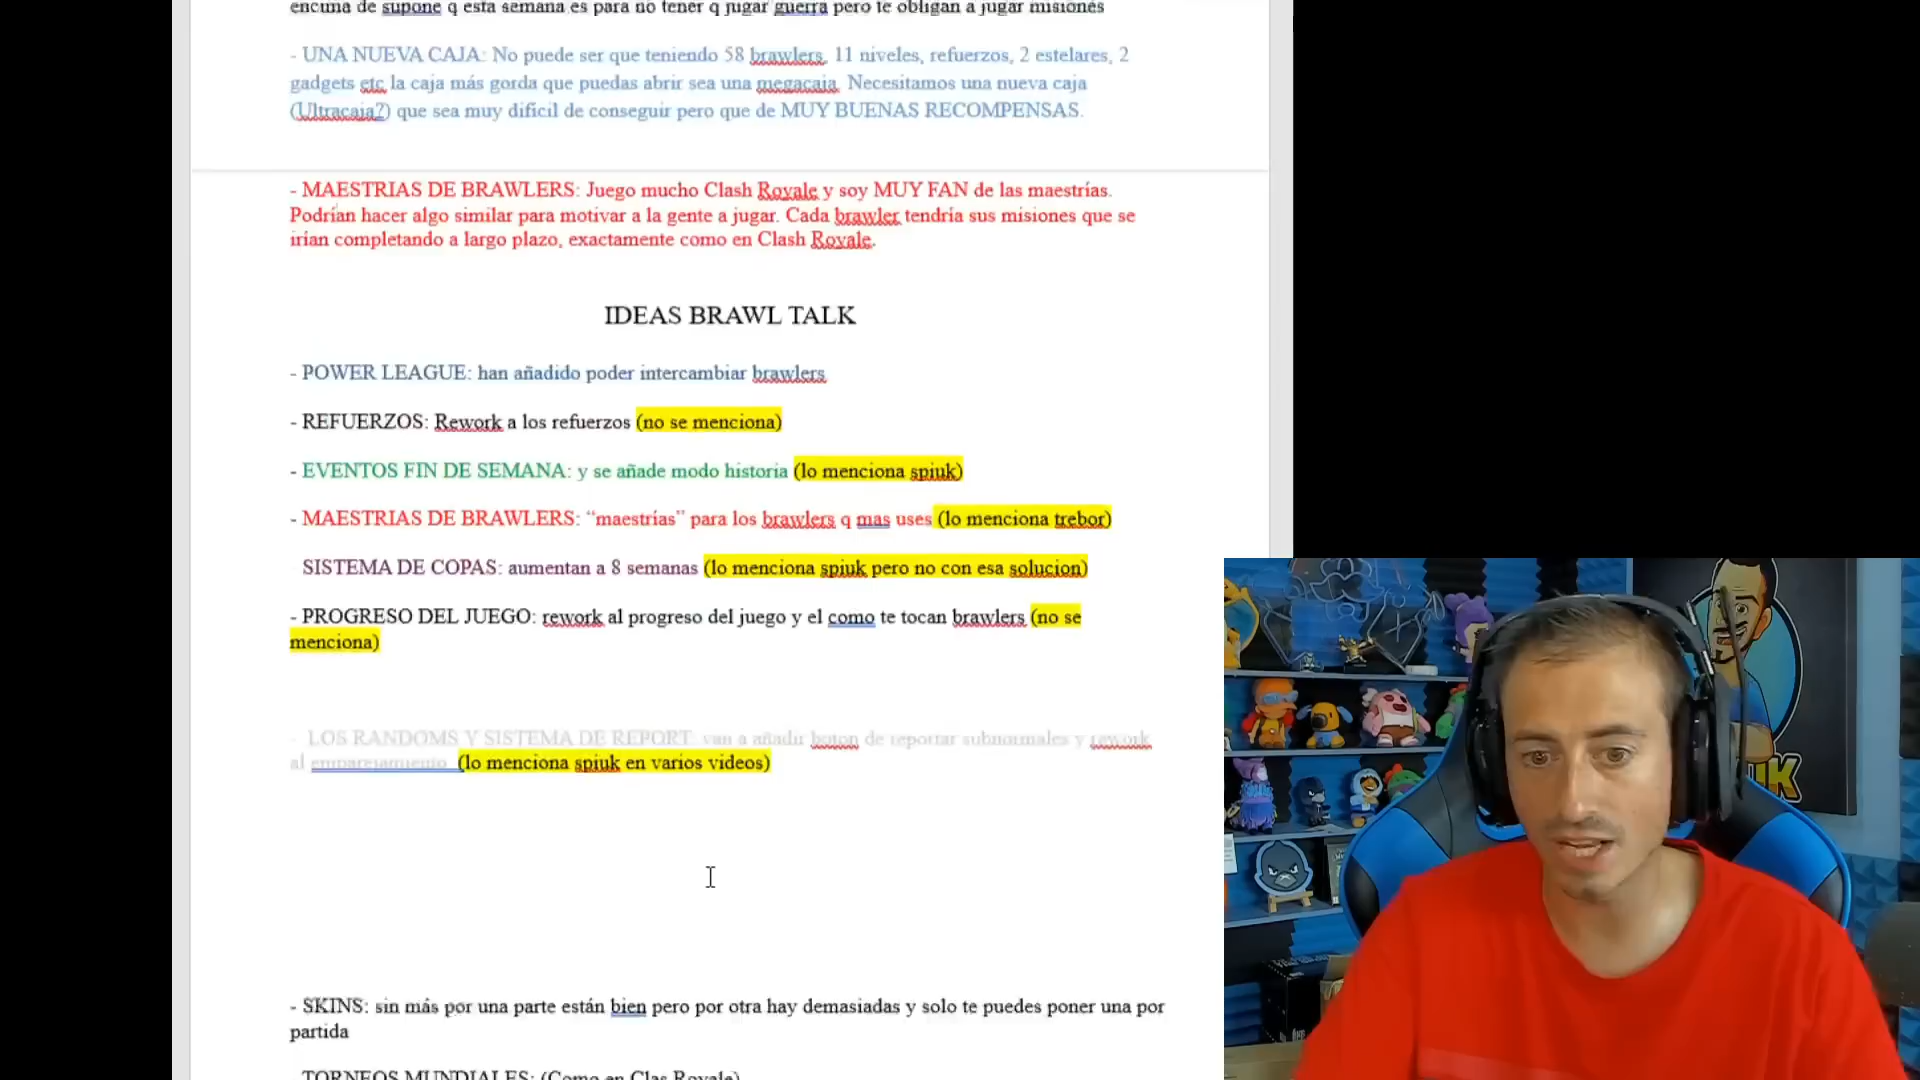 encima de supone q esta semana es para no tener q jugar guerra pero te obligan a jugar misiones
- UNA NUEVA CAJA: No puede ser que teniendo 58 brawlers, 11 niveles, refuerzos, 2 estelares, 2
gadgets etc la caja más gorda que puedas abrir sea una megacaja. Necesitamos una nueva caja
(Ultracaja?) que sea muy difícil de conseguir pero que de MUY BUENAS RECOMPENSAS.
- MAESTRIAS DE BRAWLERS: Juego mucho Clash Royale y soy MUY FAN de las maestrías.
Podrían hacer algo similar para motivar a la gente a jugar. Cada brawler tendría sus misiones que se
irían completando a largo plazo, exactamente como en Clash Royale.
IDEAS BRAWL TALK
- POWER LEAGUE: han añadido poder intercambiar brawlers
- REFUERZOS: Rework a los refuerzos (no se menciona)
- EVENTOS FIN DE SEMANA: y se añade modo historia (lo menciona spiuk)
- MAESTRIAS DE BRAWLERS: “maestrías” para los brawlers q mas uses (lo menciona trebor)
SISTEMA DE COPAS: aumentan a 8 semanas (lo menciona spiuk pero no con esa solucion)
- PROGRESO DEL JUEGO: rework al progreso del juego y el como te tocan brawlers (no se
menciona)
- LOS RANDOMS Y SISTEMA DE REPORT: van a añadir boton de reportar subnormales y rework
al emparejamiento (lo menciona spiuk en varios videos)
- SKINS: sin más por una parte están bien pero por otra hay demasiadas y solo te puedes poner una por
partida
TORNEOS MUNDIALES: (Como en Clas Royale)